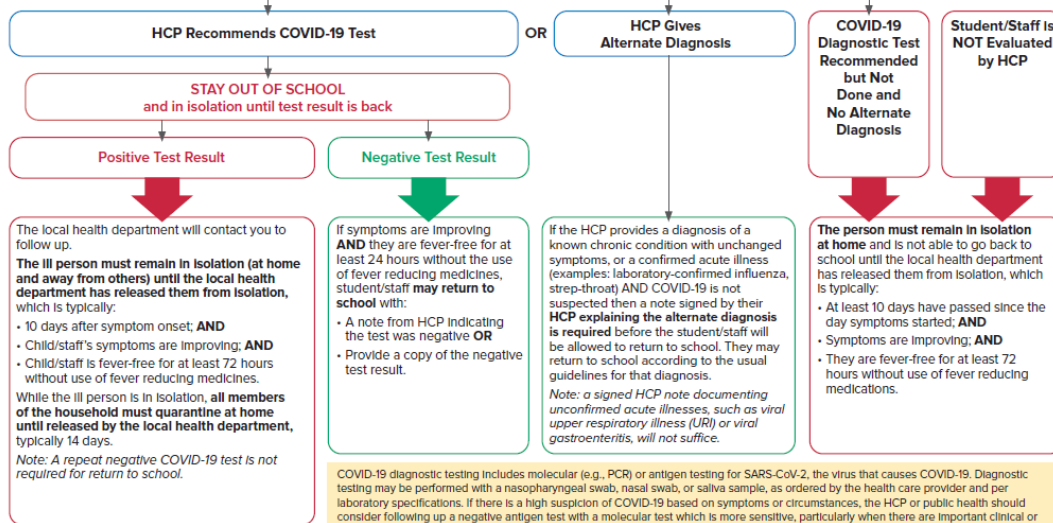 HCP Recommends COVID-19 Test
OR
HCP Gives
Alternate Diagnosis
COVID-19
Diagnostic Test
Recommended
but Not
Done and
No Alternate
Diagnosis
Student/Staff is
NOT Evaluated
by HCP
STAY OUT OF SCHOOL
and in isolation until test result is back
Positive Test Result
Negative Test Result
The local health department will contact you to
follow up.
The ill person must remain in isolation (at home
and away from others) until the local health
department has released them from isolation,
which is typically:
• 10 days after symptom onset; AND
• Child/staff's symptoms are improving; AND
• Child/staff is fever-free for at least 72 hours
without use of fever reducing medicines.
While the ill person is in isolation, all members
of the household must quarantine at home
until released by the local health department,
typically 14 days.
Note: A repeat negative COVID-19 test is not
required for return to school.
If symptoms are improving
AND they are fever-free for at
least 24 hours without the use
of fever reducing medicines,
student/staff may return to
school with:
• A note from HCP indicating
the test was negative OR
• Provide a copy of the negative
test result.
If the HCP provides a diagnosis of a
known chronic condition with unchanged
symptoms, or a confirmed acute illness
(examples: laboratory-confirmed influenza,
strep-throat) AND COVID-19 is not
suspected then a note signed by their
HCP explaining the alternate diagnosis
is required before the student/staff will
be allowed to return to school. They may
return to school according to the usual
guidelines for that diagnosis.
Note: a signed HCP note documenting
unconfirmed acute illnesses, such as viral
upper respiratory illness (URI) or viral
gastroenteritis, will not suffice.
The person must remain in isolation
at home and is not able to go back to
school until the local health department
has released them from isolation, which
is typically:
• At least 10 days have passed since the
day symptoms started; AND
• Symptoms are improving; AND
• They are fever-free for at least 72
hours without use of fever reducing
medications.
COVID-19 diagnostic testing includes molecular (e.g., PCR) or antigen testing for SARS-CoV-2, the virus that causes COVID-19. Diagnostic
testing may be performed with a nasopharyngeal swab, nasal swab, or saliva sample, as ordered by the health care provider and per
laboratory specifications. If there is a high suspicion of COVID-19 based on symptoms or circumstances, the HCP or public health should
consider following up a negative antigen test with a molecular test which is more sensitive, particularly when there are important clinical or